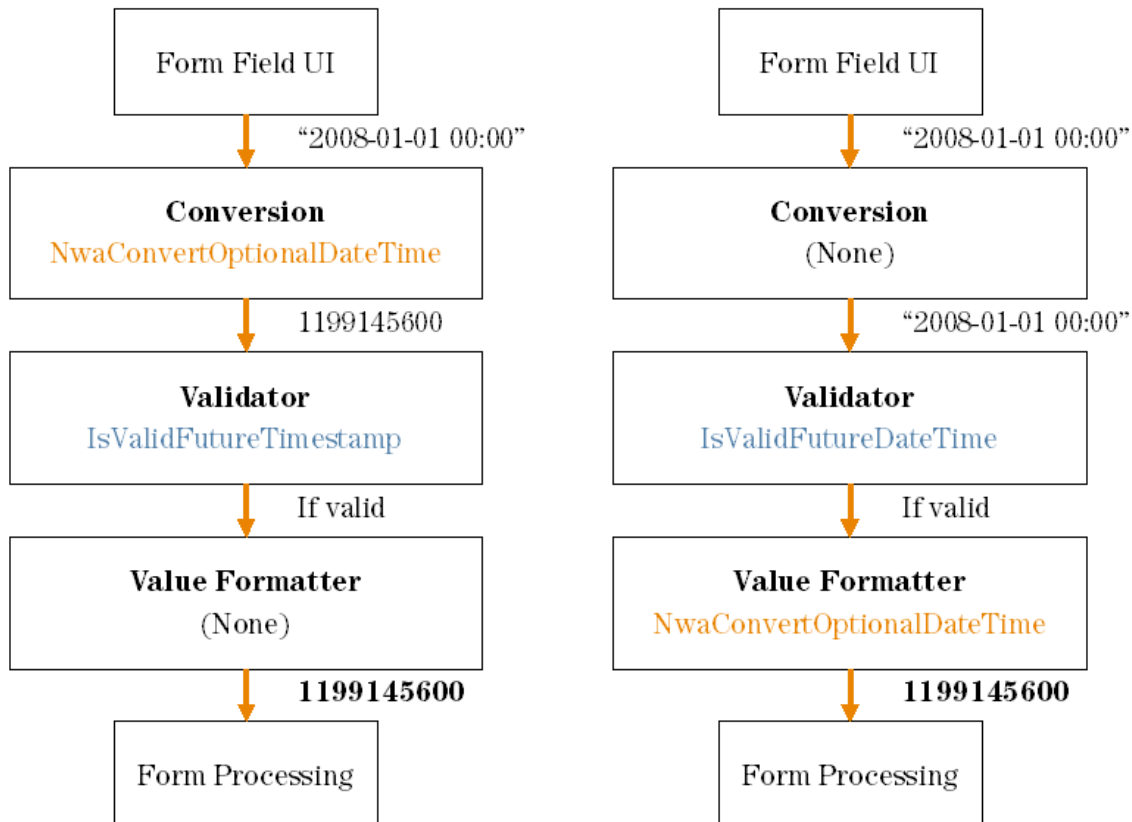 Form Field UI
“2008-01-01 00:00”
Conversion
NwaConvertOptionalDateTime
1199145600
Validator
IsValidFutureTimestamp
If valid
Value Formatter
(None)
1199145600
Form Processing
Form Field UI
“2008-01-01 00:00”
Conversion
(None)
“2008-01-01 00:00”
Validator
IsValidFutureDateTime
If valid
Value Formatter
NwaConvertOptionalDateTime
1199145600
Form Processing